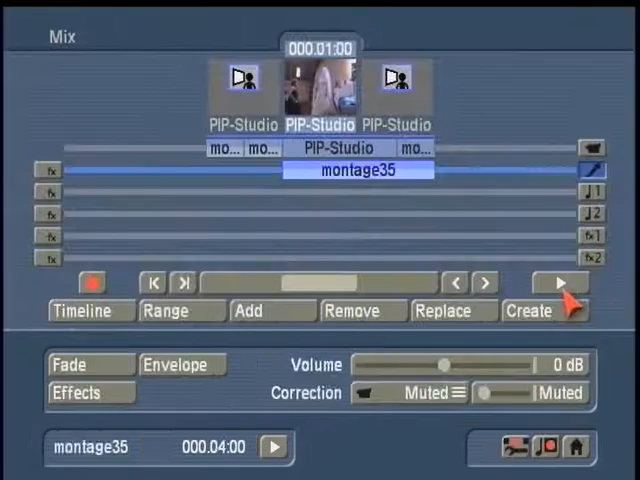 Mix
000.01:00
PIP-Studio PIP-Studio PIP-Studio
mo... mo... PIP-Studio mo...
fx montage35
fx 1
fx 2
fx fx1
fx fx2
Timeline Range Add Remove Replace Create
Fade Envelope Volume 0 dB
Effects Correction Muted Muted
montage35 000.04:00